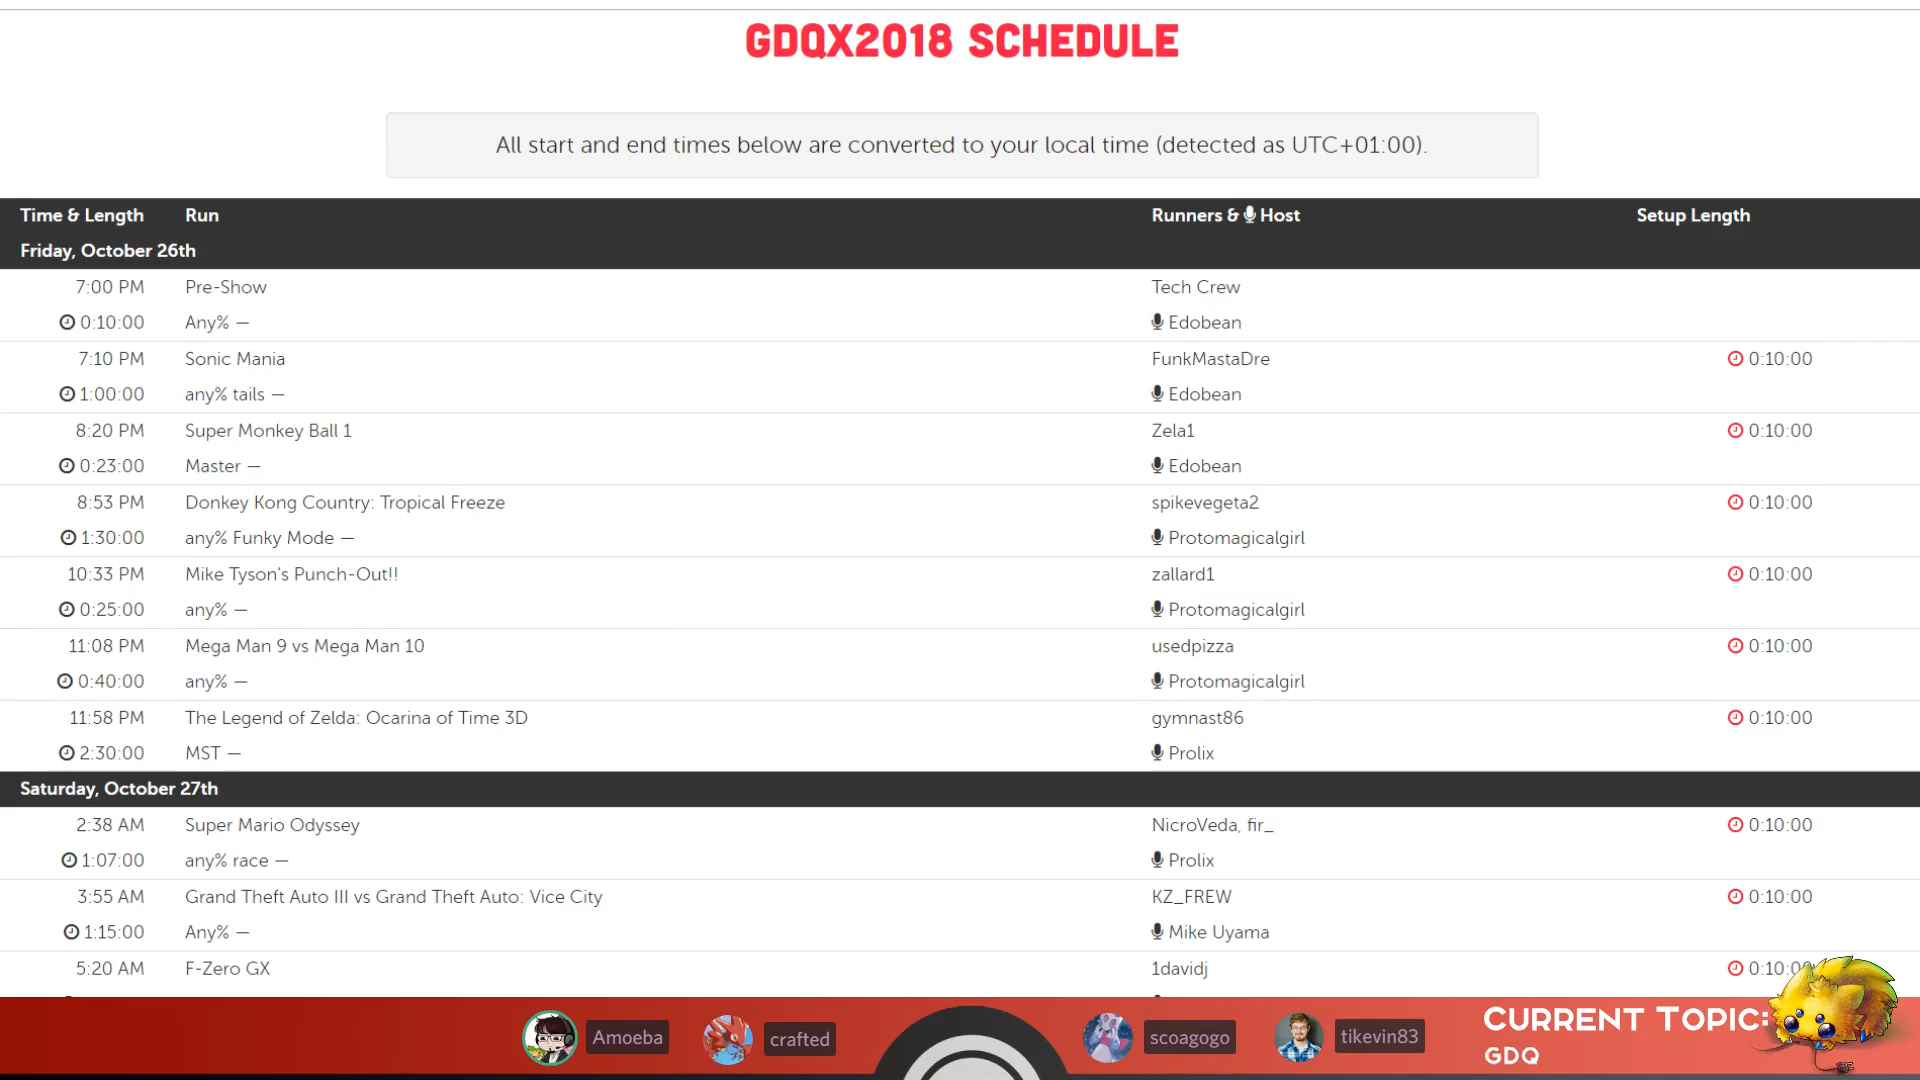 GDQX2018 SCHEDULE
All start and end times below are converted to your local time (detected as UTC+01:00).
Time & Length Run Runners & Host Setup Length
Friday, October 26th
7:00 PM Pre-Show Tech Crew
0:10:00 Any% — Edobean
7:10 PM Sonic Mania FunkMastaDre 0:10:00
1:00:00 any% tails — Edobean
8:20 PM Super Monkey Ball 1 Zela1 0:10:00
0:23:00 Master — Edobean
8:53 PM Donkey Kong Country: Tropical Freeze spikevegeta2 0:10:00
1:30:00 any% Funky Mode — Protomagicalgirl
10:33 PM Mike Tyson's Punch-Out!! zallard1 0:10:00
0:25:00 any% — Protomagicalgirl
11:08 PM Mega Man 9 vs Mega Man 10 usedpizza 0:10:00
0:40:00 any% — Protomagicalgirl
11:58 PM The Legend of Zelda: Ocarina of Time 3D gymnast86 0:10:00
2:30:00 MST — Prolix
Saturday, October 27th
2:38 AM Super Mario Odyssey NicroVeda, fir_ 0:10:00
1:07:00 any% race — Prolix
3:55 AM Grand Theft Auto III vs Grand Theft Auto: Vice City KZ_FREW 0:10:00
1:15:00 Any% — Mike Uyama
5:20 AM F-Zero GX 1davidj 0:10:00
Amoeba crafted scoagogo tikevin83 CURRENT TOPIC:
GDQ